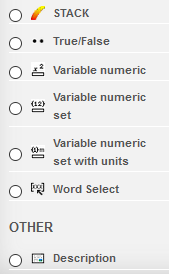 STACK
True/False
Variable numeric
Variable numeric
set
Variable numeric
set with units
Word Select
OTHER
Description